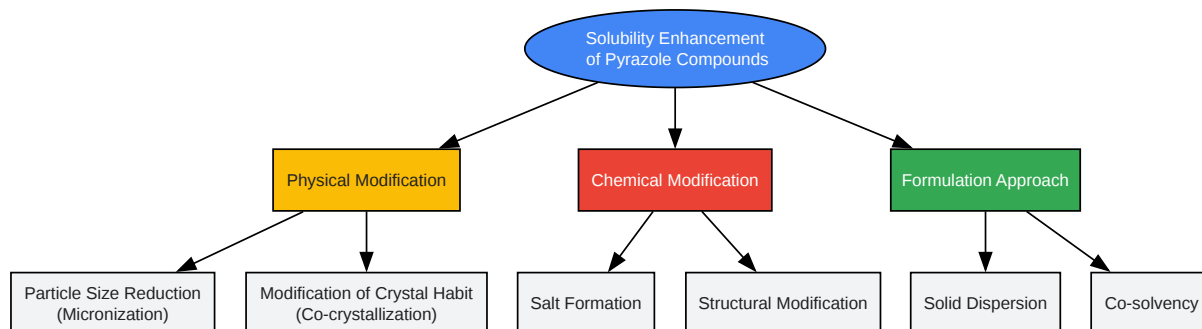 Solubility Enhancement
of Pyrazole Compounds
Physical Modification
Chemical Modification
Formulation Approach
Particle Size Reduction
(Micronization)
Modification of Crystal Habit
(Co-crystallization)
Salt Formation
Structural Modification
Solid Dispersion
Co-solvency